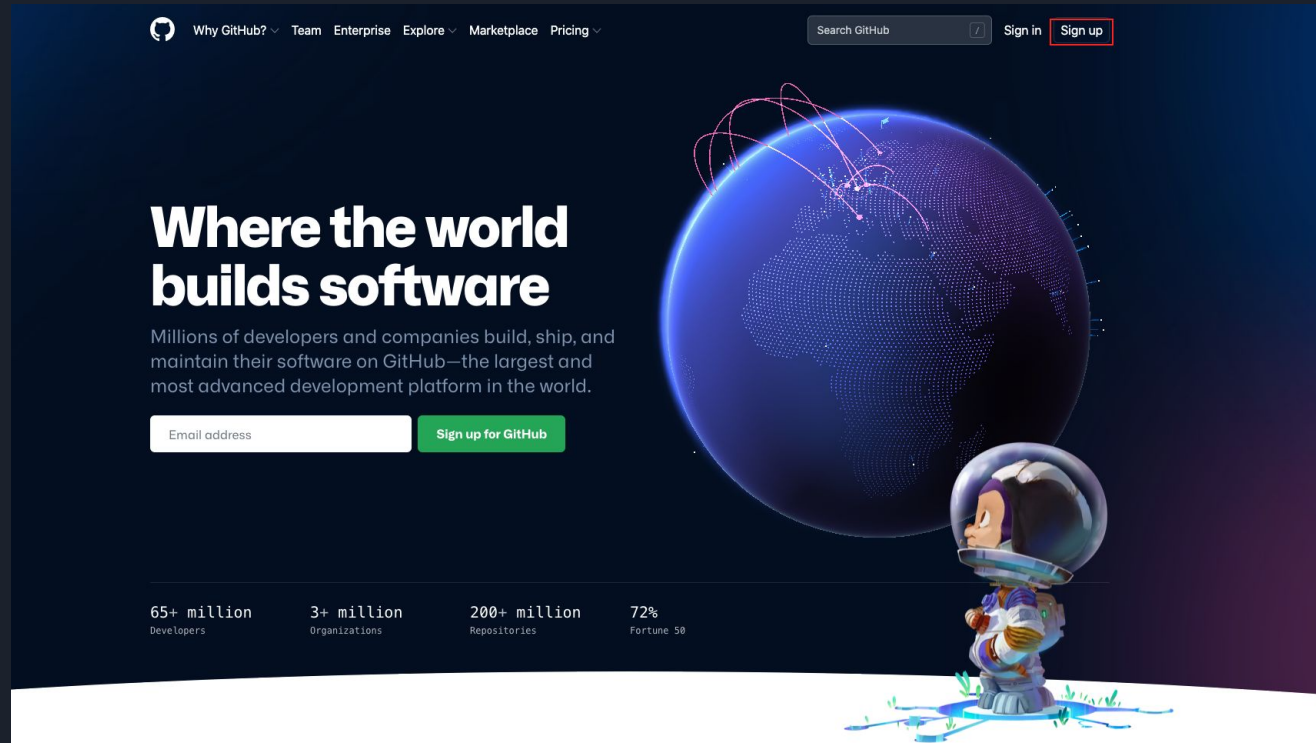 Why GitHub? Team Enterprise Explore Marketplace Pricing Search GitHub / Sign in Sign up
Where the world
builds software
Millions of developers and companies build, ship, and
maintain their software on GitHub—the largest and
most advanced development platform in the world.
Email address Sign up for GitHub
65+ million 3+ million 200+ million 72%
Developers Organizations Repositories Fortune 50